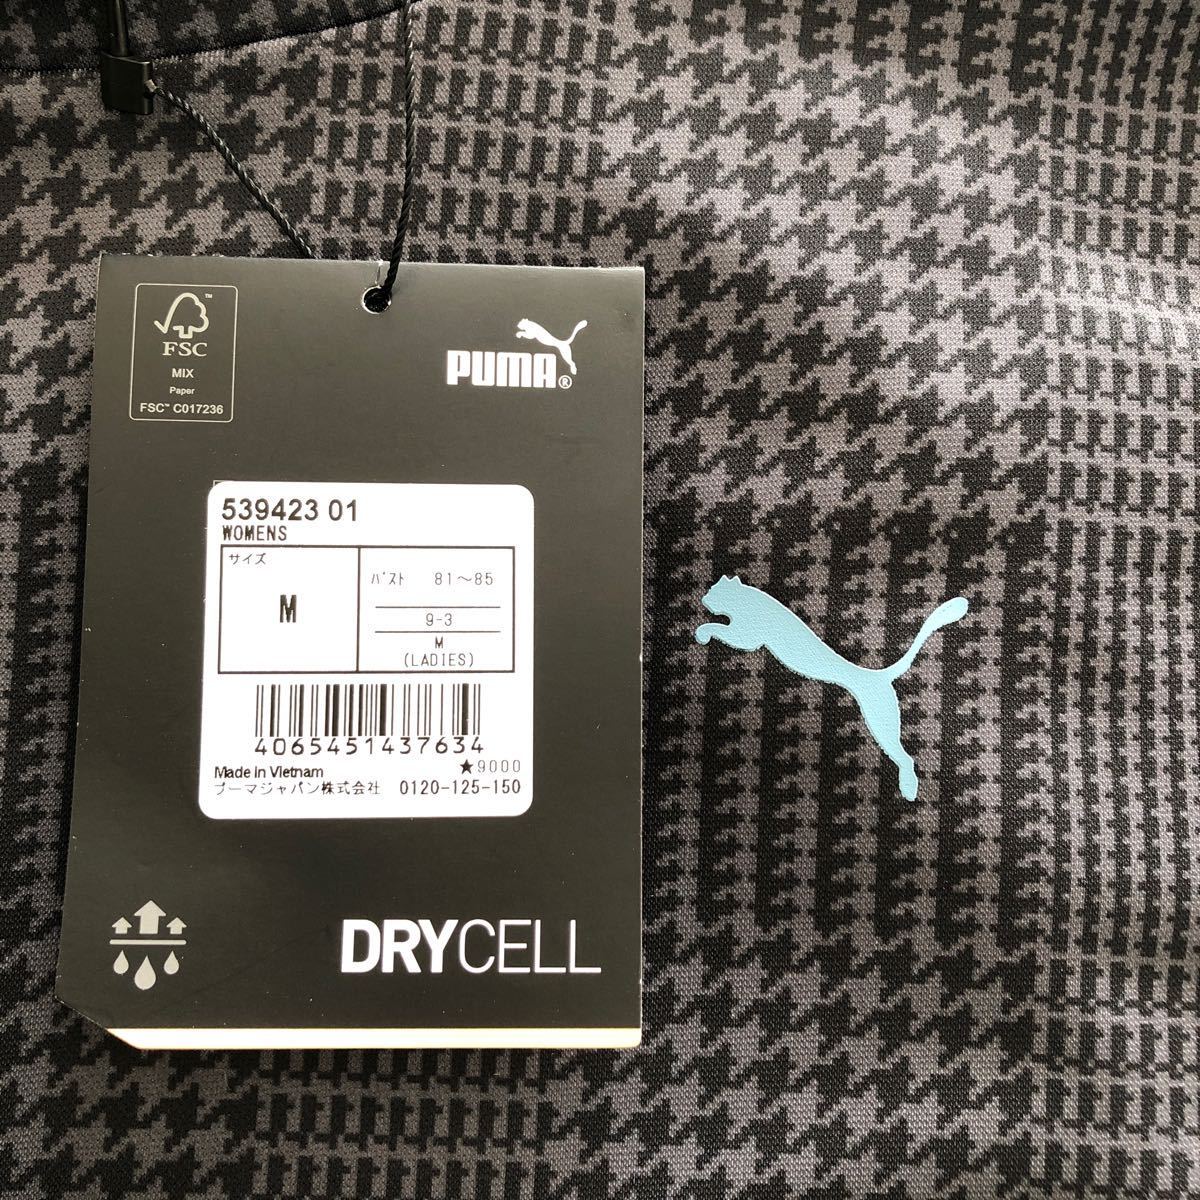 FSC
MIX
Paper
FSC™ C017236
PUMA®
539423 01
WOMENS
サイズ
M
バスト 81〜85
9-3
M
(LADIES)
4065451437634
★9000
Made in Vietnam
プーマジャパン株式会社 0120-125-150
DRYCELL